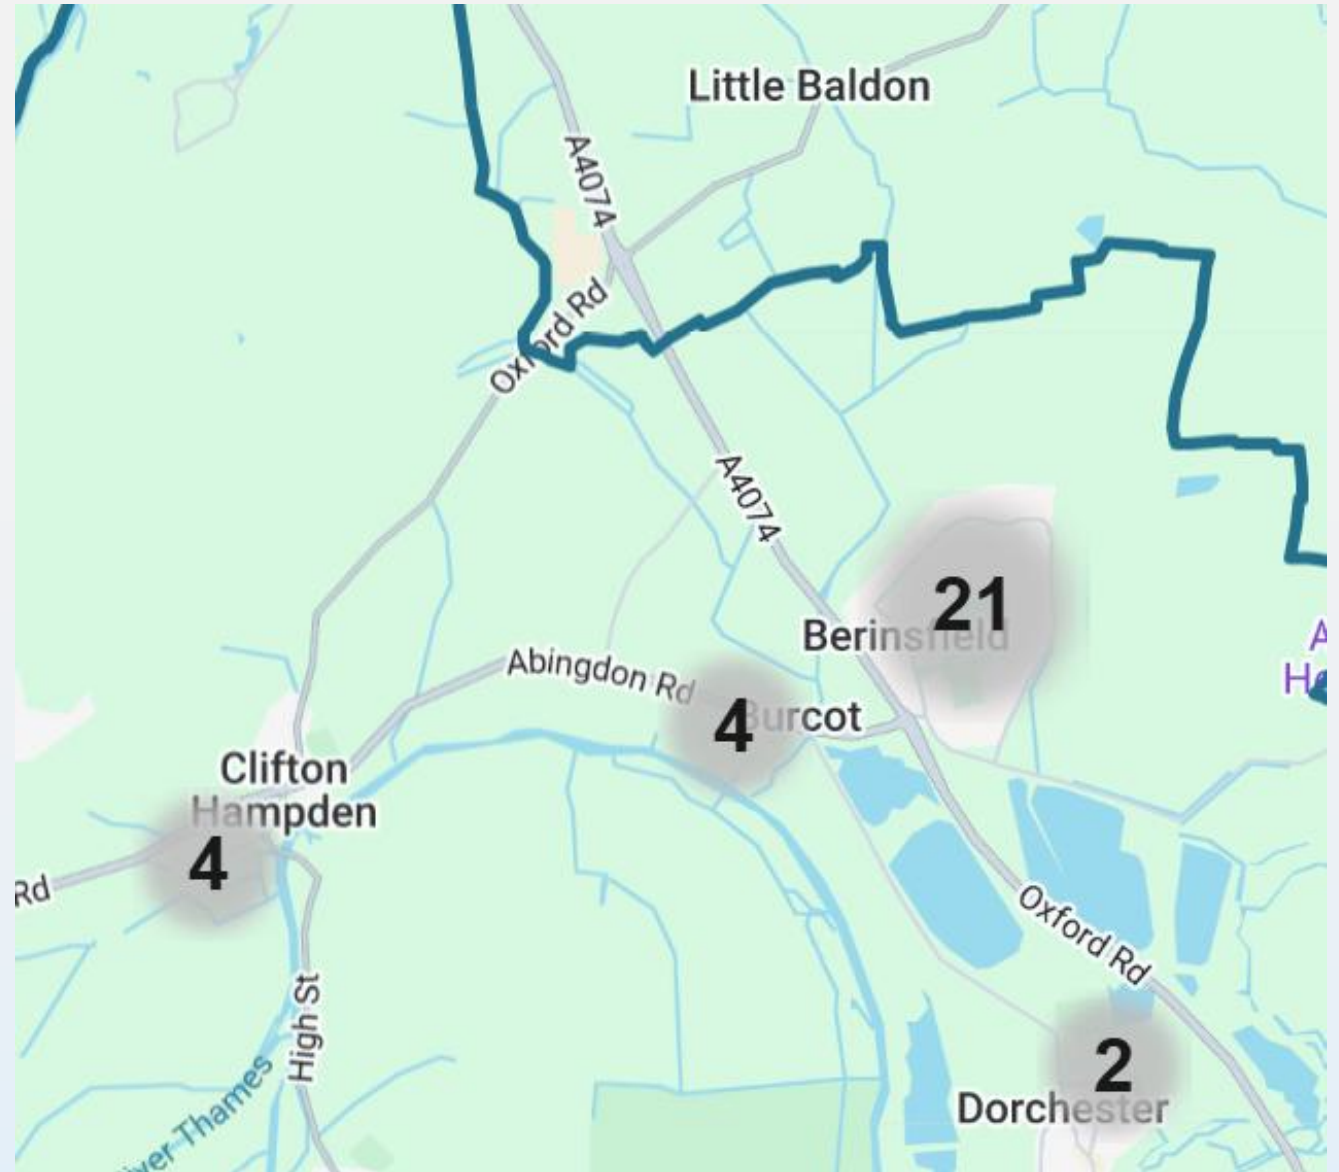 Little Baldon
A4074
Oxford Rd
A4074
21
Berinsfield
Abingdon Rd
4
Burcot
Clifton
Hampden
4
Rd
Oxford Rd
High St
2
Dorchester
River Thames